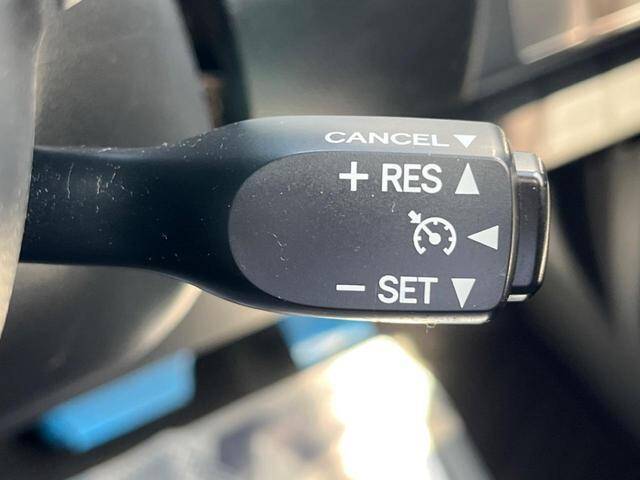 CANCEL ▼
+ RES ▲
◀
- SET ▼